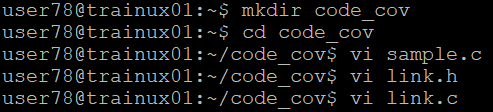 user78@trainux01:~$ mkdir code_cov
user78@trainux01:~$ cd code_cov
user78@trainux01:~/code_cov$ vi sample.c
user78@trainux01:~/code_cov$ vi link.h
user78@trainux01:~/code_cov$ vi link.c